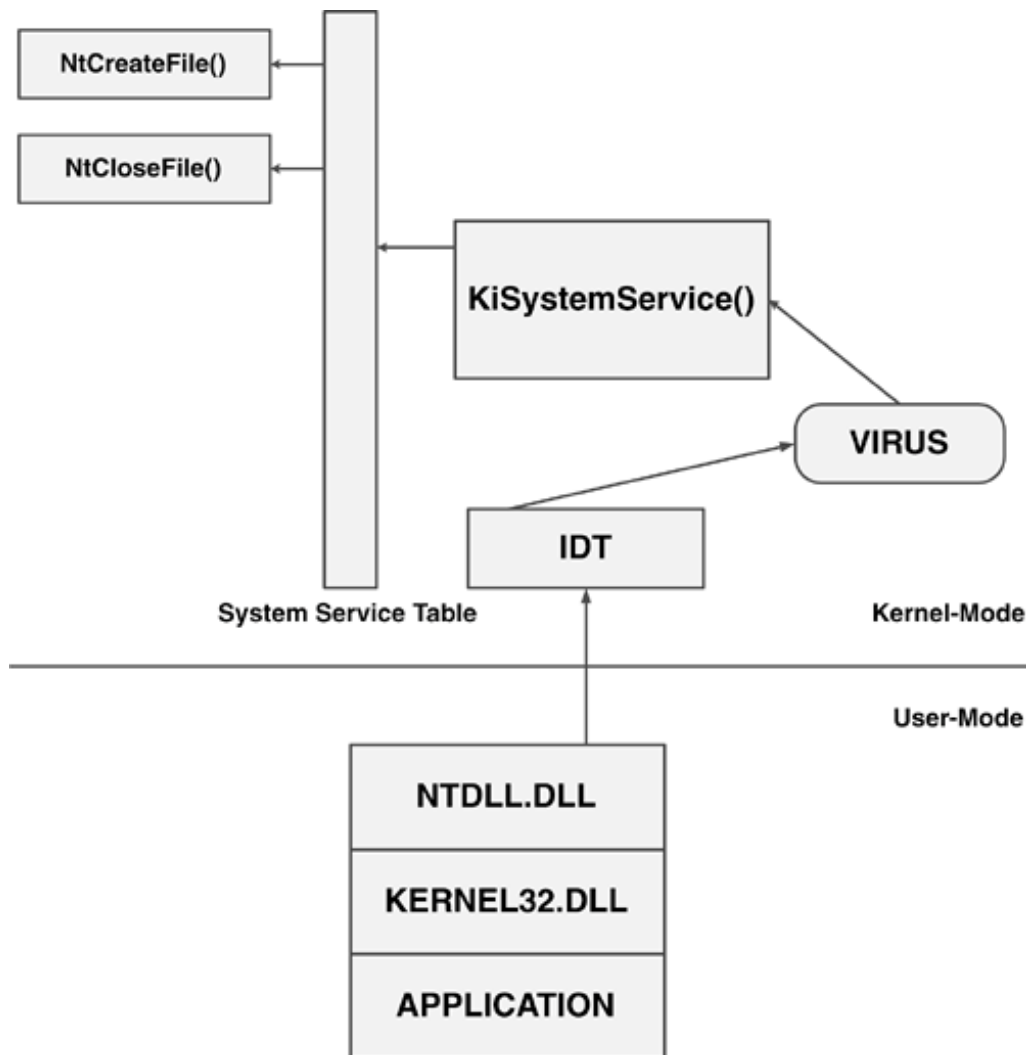 NtCreateFile()
NtCloseFile()
KiSystemService()
VIRUS
IDT
System Service Table
Kernel-Mode
User-Mode
NTDLL.DLL
KERNEL32.DLL
APPLICATION